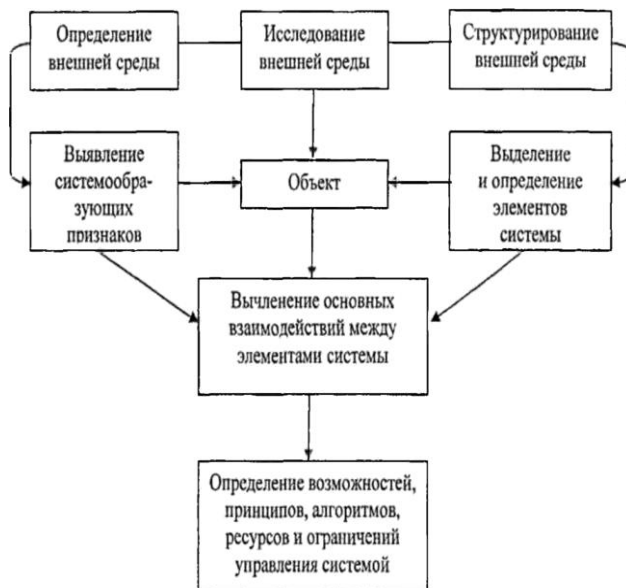 Определение
внешней среды
Исследование
внешней среды
Структурирование
внешней среды
Выявление
системообра-
зующих
признаков
Объект
Выделение
и определение
элементов
системы
Вычленение основных
взаимодействий между
элементами системы
Определение возможностей,
принципов, алгоритмов,
ресурсов и ограничений
управления системой